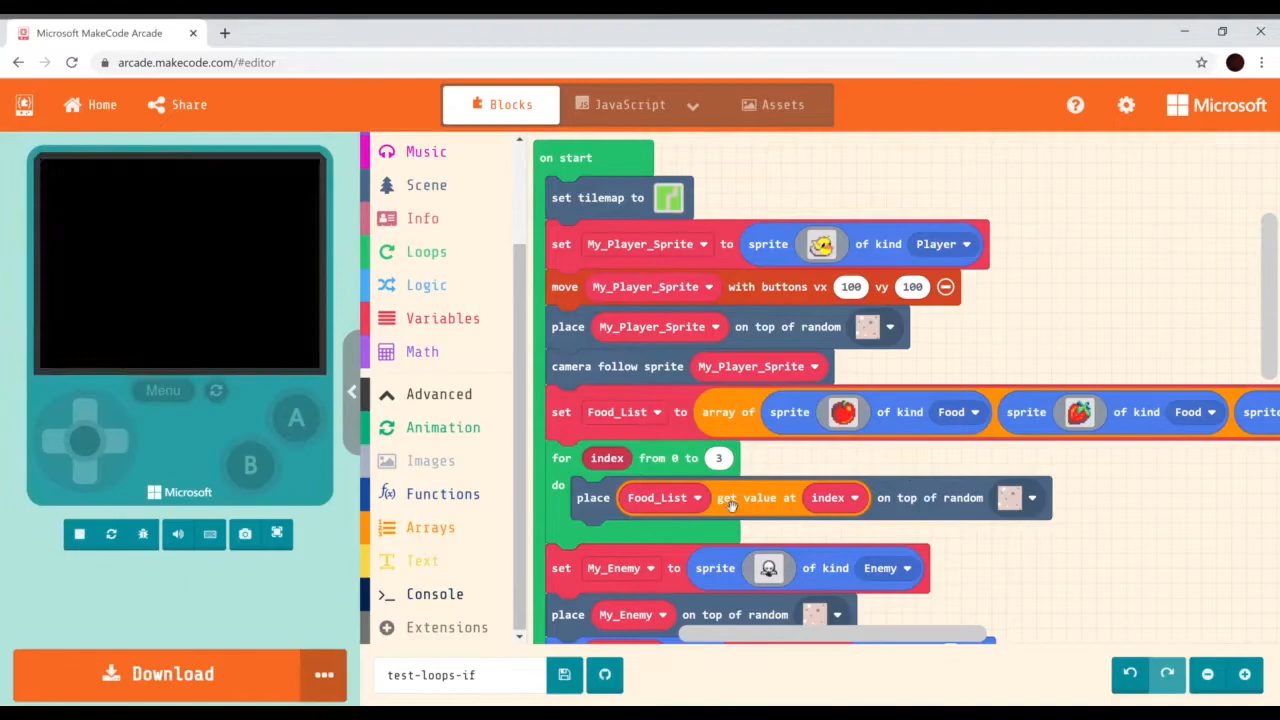 Microsoft MakeCode Arcade
arcade.makecode.com/#editor
Home
Share
Blocks
JavaScript
Assets
Microsoft
Menu
A
B
Microsoft
Music
Scene
Info
Loops
Logic
Variables
Math
Advanced
Animation
Images
Functions
Arrays
Text
Console
Extensions
on start
set tilemap to
set My_Player_Sprite to sprite of kind Player
move My_Player_Sprite with buttons vx 100 vy 100
place My_Player_Sprite on top of random
camera follow sprite My_Player_Sprite
set Food_List to array of sprite of kind Food sprite of kind Food sprite
for index from 0 to 3
do place Food_List get value at index on top of random
set My_Enemy to sprite of kind Enemy
place My_Enemy on top of random
Download
test-loops-if